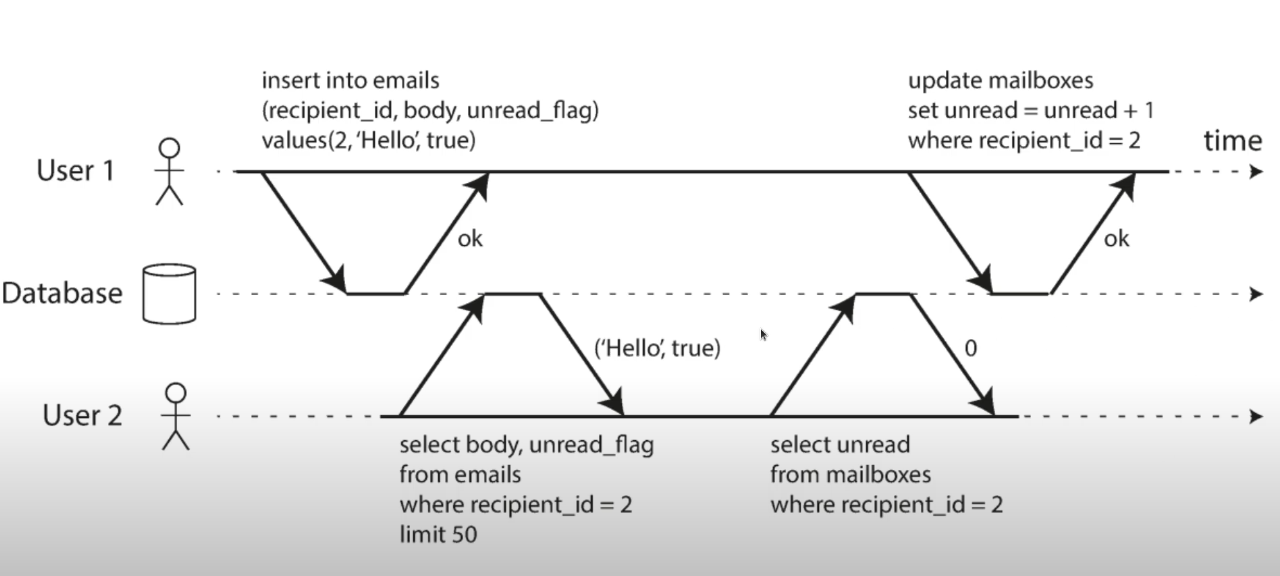 insert into emails
(recipient_id, body, unread_flag)
values(2, ‘Hello’, true)
update mailboxes
set unread = unread + 1
where recipient_id = 2
time
User 1
ok
ok
Database
(‘Hello’, true)
0
User 2
select body, unread_flag
from emails
where recipient_id = 2
limit 50
select unread
from mailboxes
where recipient_id = 2